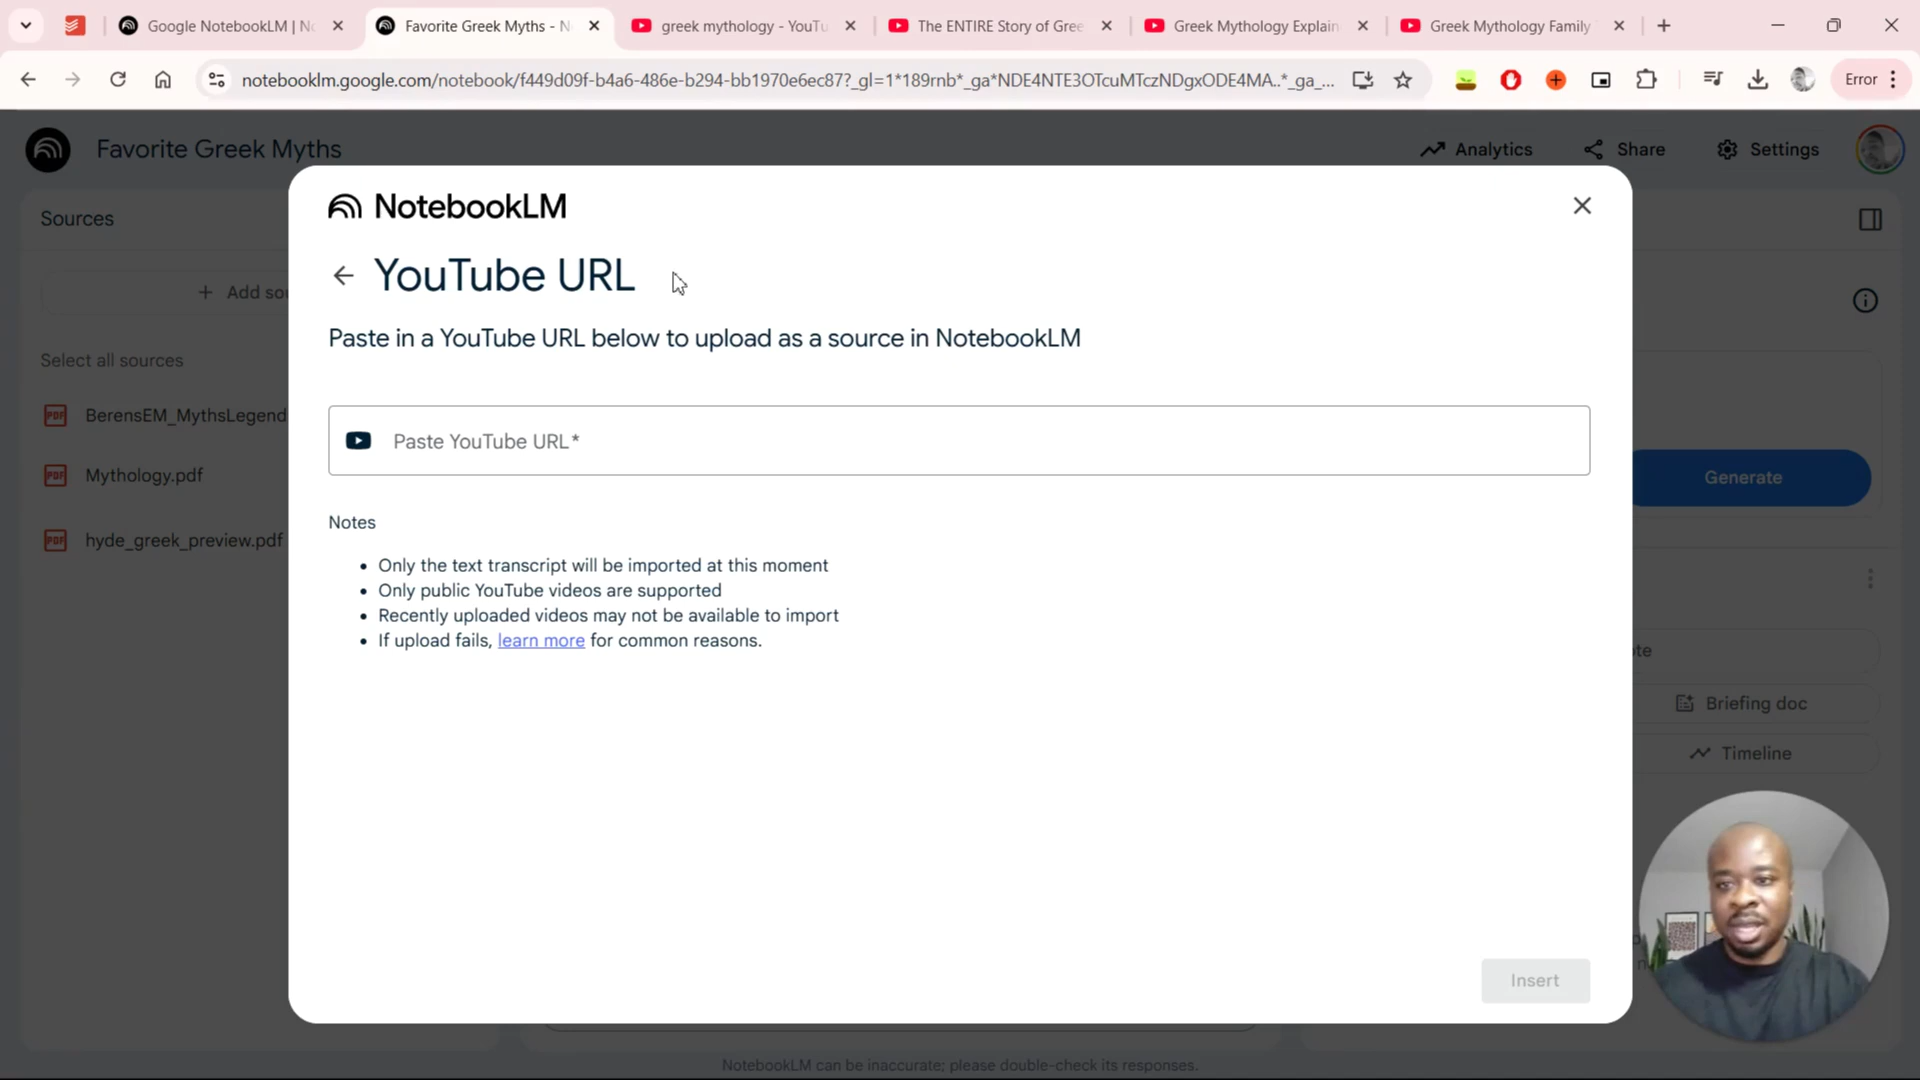 Google NotebookLM | No
Favorite Greek Myths - N
greek mythology - YouTu
The ENTIRE Story of Gree
Greek Mythology Explain
Greek Mythology Family
notebooklm.google.com/notebook/f449d09f-b4a6-486e-b294-bb1970e6ec87?_gl=1*189rnb*_ga*NDE4NTE3OTcuMTczNDgxODE4MA..*_ga_...
Error
Favorite Greek Myths
Analytics
Share
Settings
NotebookLM
Sources
YouTube URL
+ Add sou
Paste in a YouTube URL below to upload as a source in NotebookLM
Select all sources
PDF BerensEM_MythsLegend
Paste YouTube URL*
PDF Mythology.pdf
Generate
Notes
PDF hyde_greek_preview.pdf
• Only the text transcript will be imported at this moment
• Only public YouTube videos are supported
• Recently uploaded videos may not be available to import
• If upload fails, learn more for common reasons.
ote
Briefing doc
Timeline
Insert
NotebookLM can be inaccurate; please double-check its responses.